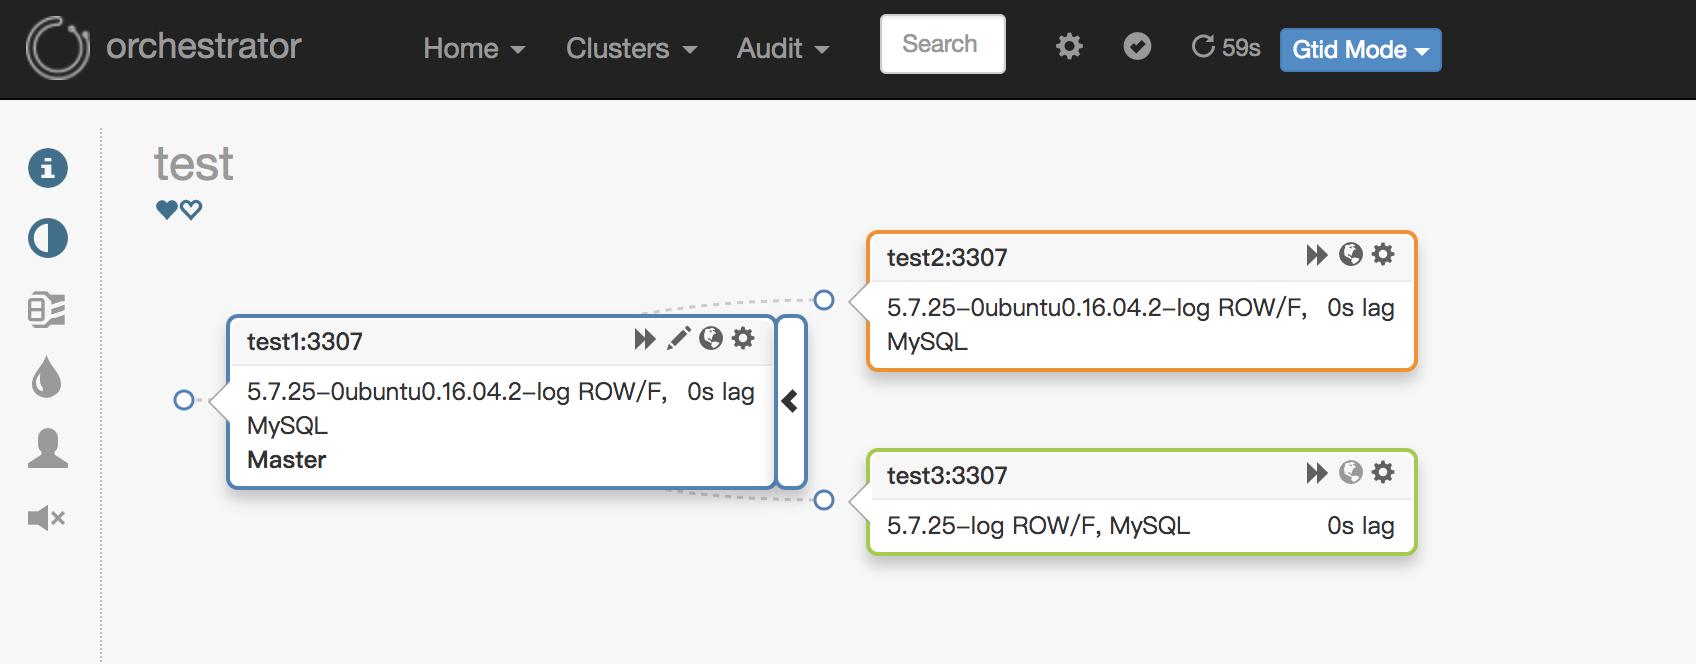 orchestrator Home Clusters Audit Search 59s Gtid Mode
test
test1:3307
5.7.25-0ubuntu0.16.04.2-log ROW/F, 0s lag
MySQL
Master
test2:3307
5.7.25-0ubuntu0.16.04.2-log ROW/F, 0s lag
MySQL
test3:3307
5.7.25-log ROW/F, MySQL 0s lag